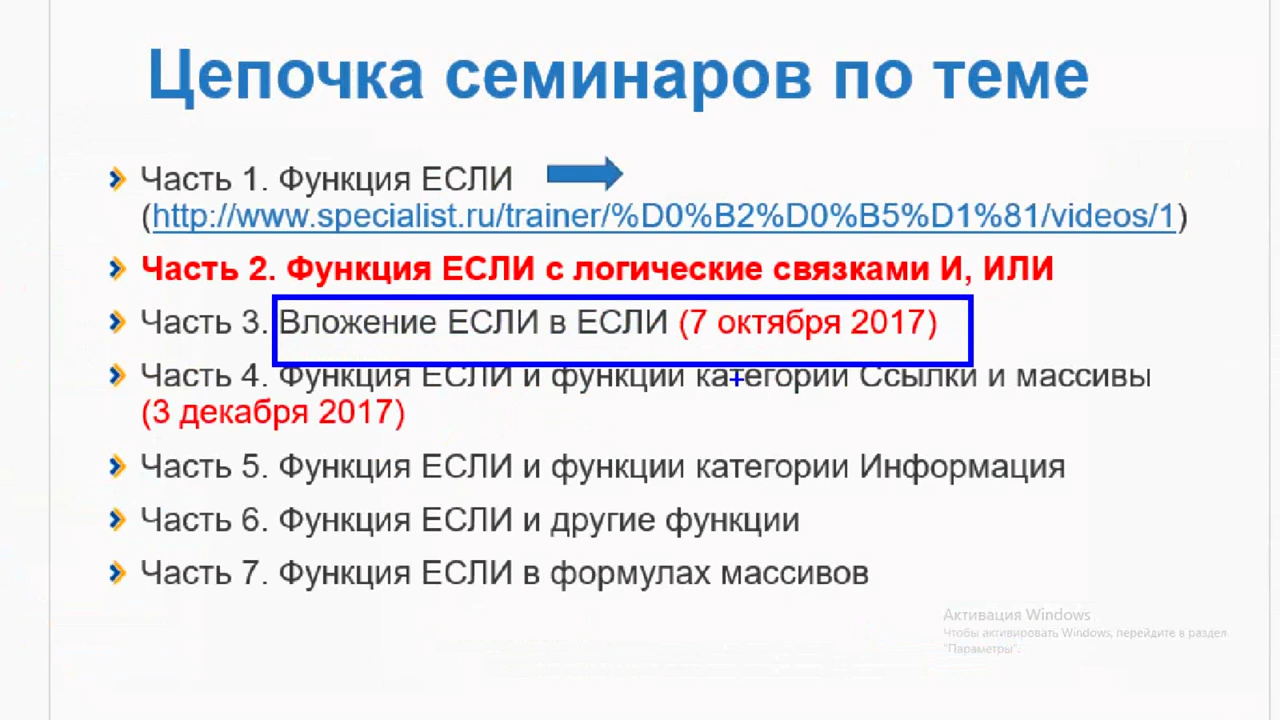 Цепочка семинаров по теме
Часть 1. Функция ЕСЛИ
(http://www.specialist.ru/trainer/%D0%B2%D0%B5%D1%81/videos/1)
Часть 2. Функция ЕСЛИ с логические связками И, ИЛИ
Часть 3. Вложение ЕСЛИ в ЕСЛИ (7 октября 2017)
Часть 4. Функция ЕСЛИ и функции категории Ссылки и массивы
(3 декабря 2017)
Часть 5. Функция ЕСЛИ и функции категории Информация
Часть 6. Функция ЕСЛИ и другие функции
Часть 7. Функция ЕСЛИ в формулах массивов
Активация Windows
Чтобы активировать Windows, перейдите в раздел
"Параметры".